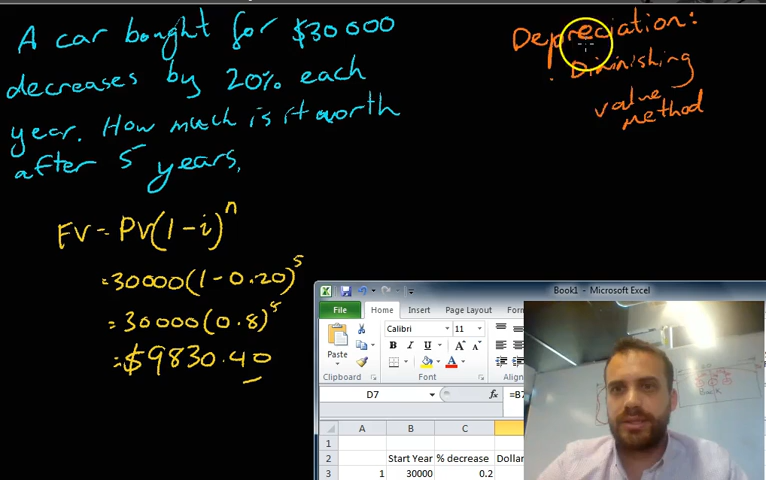 A car bought for $30000
decreases by 20% each
year. How much is it worth
after 5 years.
Depreciation:
Diminishing
value
method
FV = PV(1-i)^n
=30000(1-0.20)^5
=30000(0.8)^5
=$9830.40
Book1 - Microsoft Excel
File Home Insert Page Layout
Calibri 11 A A
Paste B I U A
Clipboard Font
D7 fx =B7
A B C
1
2 Start Year % decrease Dollar
3 1 30000 0.2